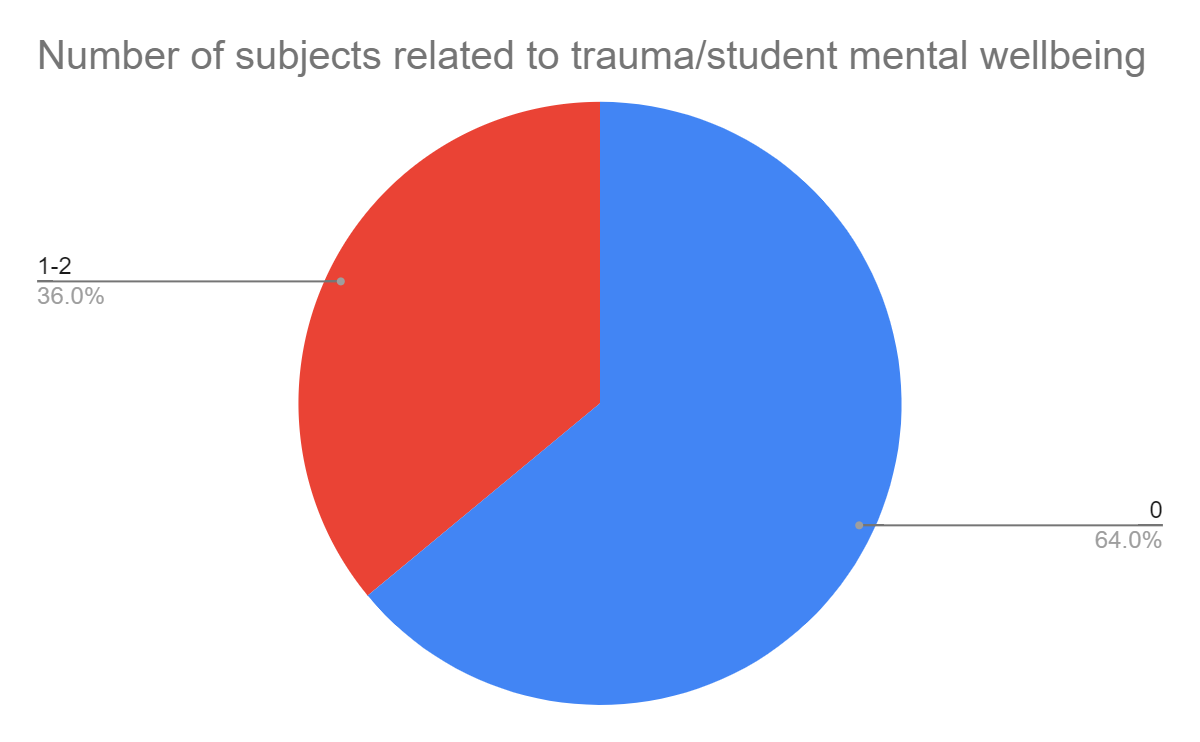 Number of subjects related to trauma/student mental wellbeing
1-2
36.0%
0
64.0%